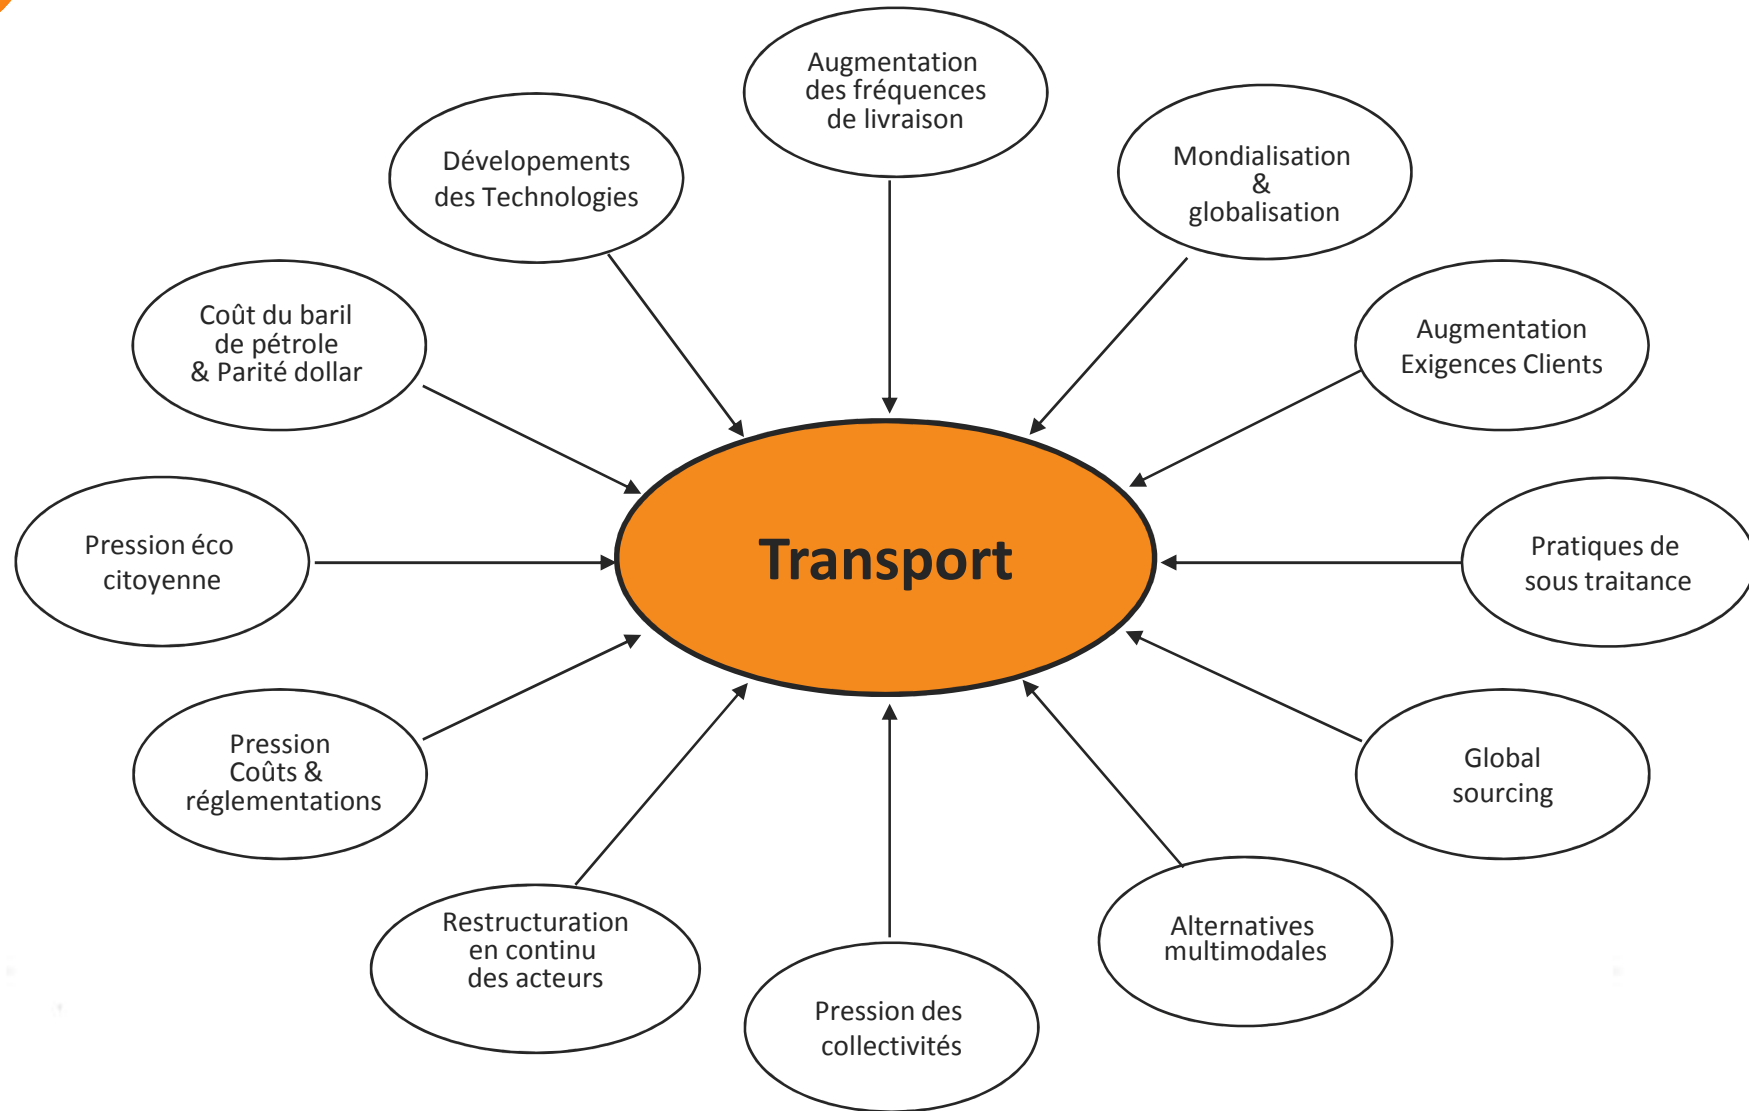 Augmentation
des fréquences
de livraison
Mondialisation
&
globalisation
Augmentation
Exigences Clients
Pratiques de
sous traitance
Global
sourcing
Alternatives
multimodales
Pression des
collectivités
Restructuration
en continu
des acteurs
Pression
Coûts &
réglementations
Pression éco
citoyenne
Coût du baril
de pétrole
& Parité dollar
Dévelopements
des Technologies
Transport